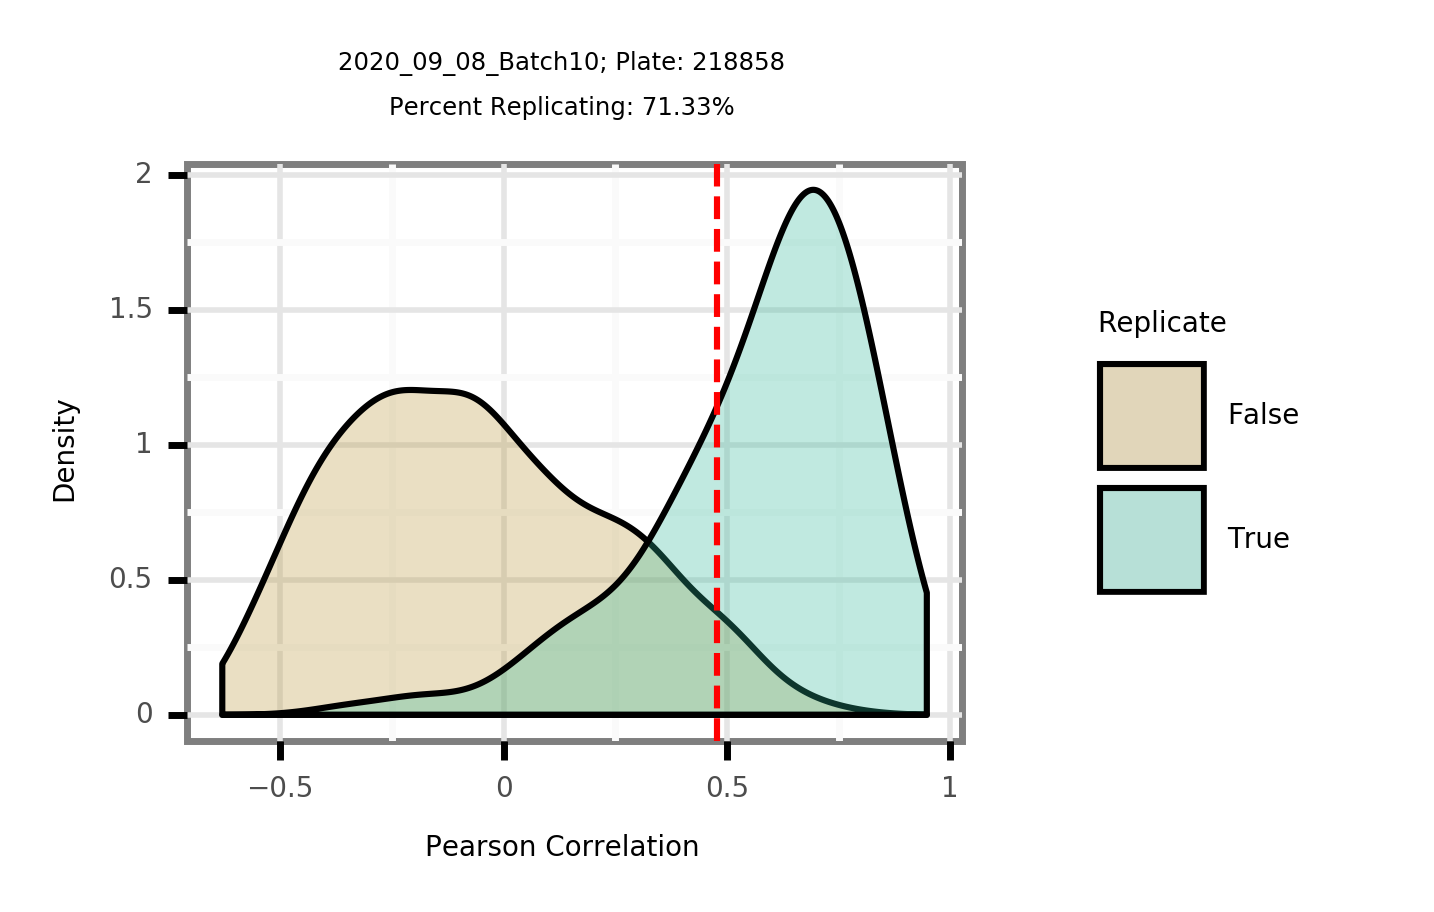 2020_09_08_Batch10; Plate: 218858
Percent Replicating: 71.33%
2
1.5
1
0.5
0
Density
−0.5 0 0.5 1
Pearson Correlation
Replicate
False
True